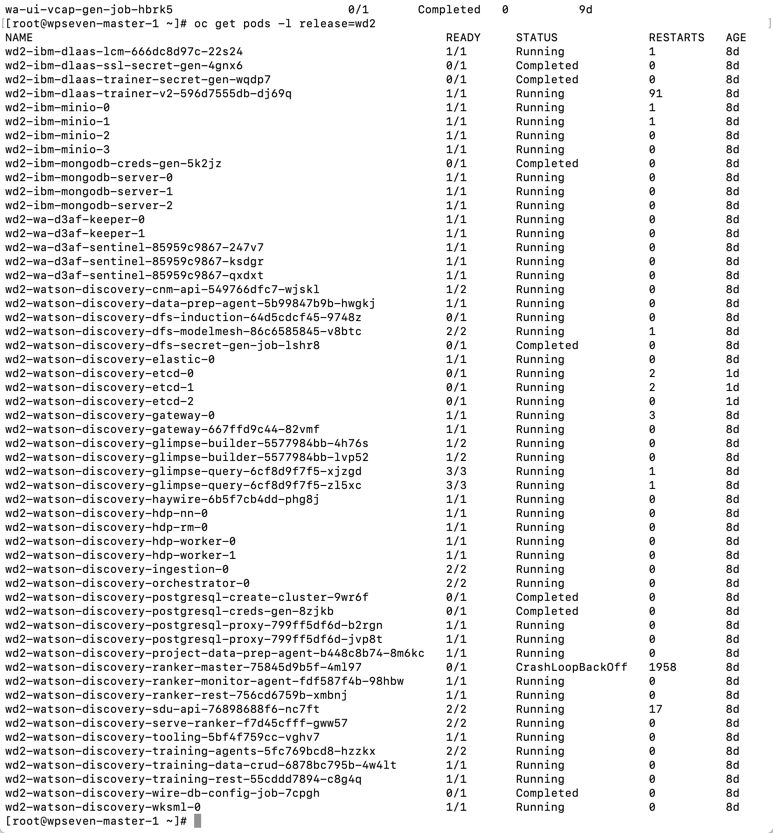 wa-ui-vcap-gen-job-hbrk5 0/1 Completed 0 9d
[[root@wpseven-master-1 ~]# oc get pods -l release=wd2 ]
NAME READY STATUS RESTARTS AGE
wd2-ibm-dlaas-lcm-666dc8d97c-22s24 1/1 Running 1 8d
wd2-ibm-dlaas-ssl-secret-gen-4gnx6 0/1 Completed 0 8d
wd2-ibm-dlaas-trainer-secret-gen-wqdp7 0/1 Completed 0 8d
wd2-ibm-dlaas-trainer-v2-596d7555db-dj69q 1/1 Running 91 8d
wd2-ibm-minio-0 1/1 Running 1 8d
wd2-ibm-minio-1 1/1 Running 1 8d
wd2-ibm-minio-2 1/1 Running 0 8d
wd2-ibm-minio-3 1/1 Running 0 8d
wd2-ibm-mongodb-creds-gen-5k2jz 0/1 Completed 0 8d
wd2-ibm-mongodb-server-0 1/1 Running 0 8d
wd2-ibm-mongodb-server-1 1/1 Running 0 8d
wd2-ibm-mongodb-server-2 1/1 Running 0 8d
wd2-wa-d3af-keeper-0 1/1 Running 0 8d
wd2-wa-d3af-keeper-1 1/1 Running 0 8d
wd2-wa-d3af-sentinel-85959c9867-247v7 1/1 Running 0 8d
wd2-wa-d3af-sentinel-85959c9867-ksdgr 1/1 Running 0 8d
wd2-wa-d3af-sentinel-85959c9867-qxdxt 1/1 Running 0 8d
wd2-watson-discovery-cnm-api-549766dfc7-wjskl 1/2 Running 0 8d
wd2-watson-discovery-data-prep-agent-5b99847b9b-hwgkj 1/1 Running 0 8d
wd2-watson-discovery-dfs-induction-64d5cdcf45-9748z 0/1 Running 0 8d
wd2-watson-discovery-dfs-modelmesh-86c6585845-v8btc 2/2 Running 1 8d
wd2-watson-discovery-dfs-secret-gen-job-lshr8 0/1 Completed 0 8d
wd2-watson-discovery-elastic-0 1/1 Running 0 8d
wd2-watson-discovery-etcd-0 0/1 Running 2 1d
wd2-watson-discovery-etcd-1 0/1 Running 2 1d
wd2-watson-discovery-etcd-2 0/1 Running 0 1d
wd2-watson-discovery-gateway-0 1/1 Running 3 8d
wd2-watson-discovery-gateway-667ffd9c44-82vmf 1/1 Running 0 8d
wd2-watson-discovery-glimpse-builder-5577984bb-4h76s 1/2 Running 0 8d
wd2-watson-discovery-glimpse-builder-5577984bb-lvp52 1/2 Running 0 8d
wd2-watson-discovery-glimpse-query-6cf8d9f7f5-xjzgd 3/3 Running 1 8d
wd2-watson-discovery-glimpse-query-6cf8d9f7f5-zl5xc 3/3 Running 1 8d
wd2-watson-discovery-haywire-6b5f7cb4dd-phg8j 1/1 Running 0 8d
wd2-watson-discovery-hdp-nn-0 1/1 Running 0 8d
wd2-watson-discovery-hdp-rm-0 1/1 Running 0 8d
wd2-watson-discovery-hdp-worker-0 1/1 Running 0 8d
wd2-watson-discovery-hdp-worker-1 1/1 Running 0 8d
wd2-watson-discovery-ingestion-0 2/2 Running 0 8d
wd2-watson-discovery-orchestrator-0 2/2 Running 0 8d
wd2-watson-discovery-postgresql-create-cluster-9wr6f 0/1 Completed 0 8d
wd2-watson-discovery-postgresql-creds-gen-8zjkb 0/1 Completed 0 8d
wd2-watson-discovery-postgresql-proxy-799ff5df6d-b2rgn 1/1 Running 0 8d
wd2-watson-discovery-postgresql-proxy-799ff5df6d-jvp8t 1/1 Running 0 8d
wd2-watson-discovery-project-data-prep-agent-b448c8b74-8m6kc 1/1 Running 0 8d
wd2-watson-discovery-ranker-master-75845d9b5f-4ml97 0/1 CrashLoopBackOff 1958 8d
wd2-watson-discovery-ranker-monitor-agent-fdf587f4b-98hbw 1/1 Running 0 8d
wd2-watson-discovery-ranker-rest-756cd6759b-xmbnj 1/1 Running 0 8d
wd2-watson-discovery-sdu-api-76898688f6-nc7ft 2/2 Running 17 8d
wd2-watson-discovery-serve-ranker-f7d45cfff-gww57 2/2 Running 0 8d
wd2-watson-discovery-tooling-5bf4f759cc-vghv7 1/1 Running 0 8d
wd2-watson-discovery-training-agents-5fc769bcd8-hzzkx 2/2 Running 0 8d
wd2-watson-discovery-training-data-crud-6878bc795b-4w4lt 1/1 Running 0 8d
wd2-watson-discovery-training-rest-55cddd7894-c8g4q 1/1 Running 0 8d
wd2-watson-discovery-wire-db-config-job-7cpgh 0/1 Completed 0 8d
wd2-watson-discovery-wksml-0 1/1 Running 0 8d
[root@wpseven-master-1 ~]#